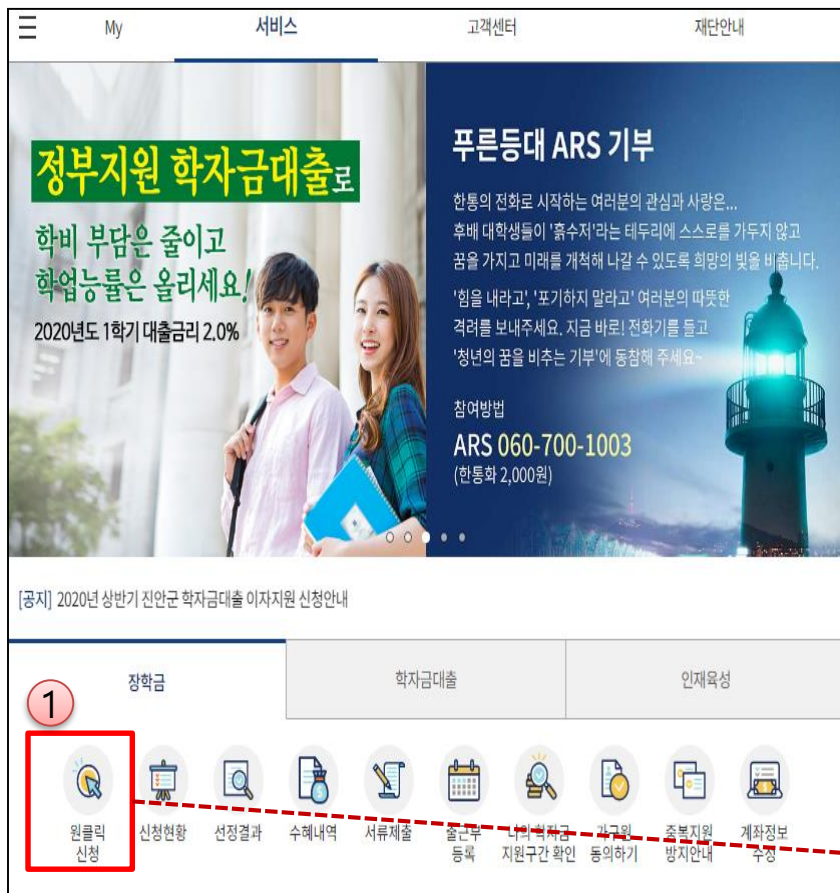 My 서비스 고객센터 재단안내
정부지원 학자금대출로
학비 부담은 줄이고
학업능률은 올리세요!
2020년도 1학기 대출금리 2.0%
푸른등대 ARS 기부
한통의 전화로 시작하는 여러분의 관심과 사랑은...
후배 대학생들이 '흙수저'라는 테두리에 스스로를 가두지 않고
꿈을 가지고 미래를 개척해 나갈 수 있도록 희망의 빛을 비춥니다.
'힘을 내라고', '포기하지 말라고' 여러분의 따뜻한
격려를 보내주세요. 지금 바로! 전화기를 들고
'청년의 꿈을 비추는 기부'에 동참해 주세요~
참여방법
ARS 060-700-1003
(한통화 2,000원)
[공지] 2020년 상반기 진안군 학자금대출 이자지원 신청안내
장학금 학자금대출 인재육성
1
원클릭
신청
신청현황
선정결과
수혜내역
서류제출
출근부
등록
나의 학자금
지원구간 확인
가구원
동의하기
중복지원
방지안내
계좌정보
수정